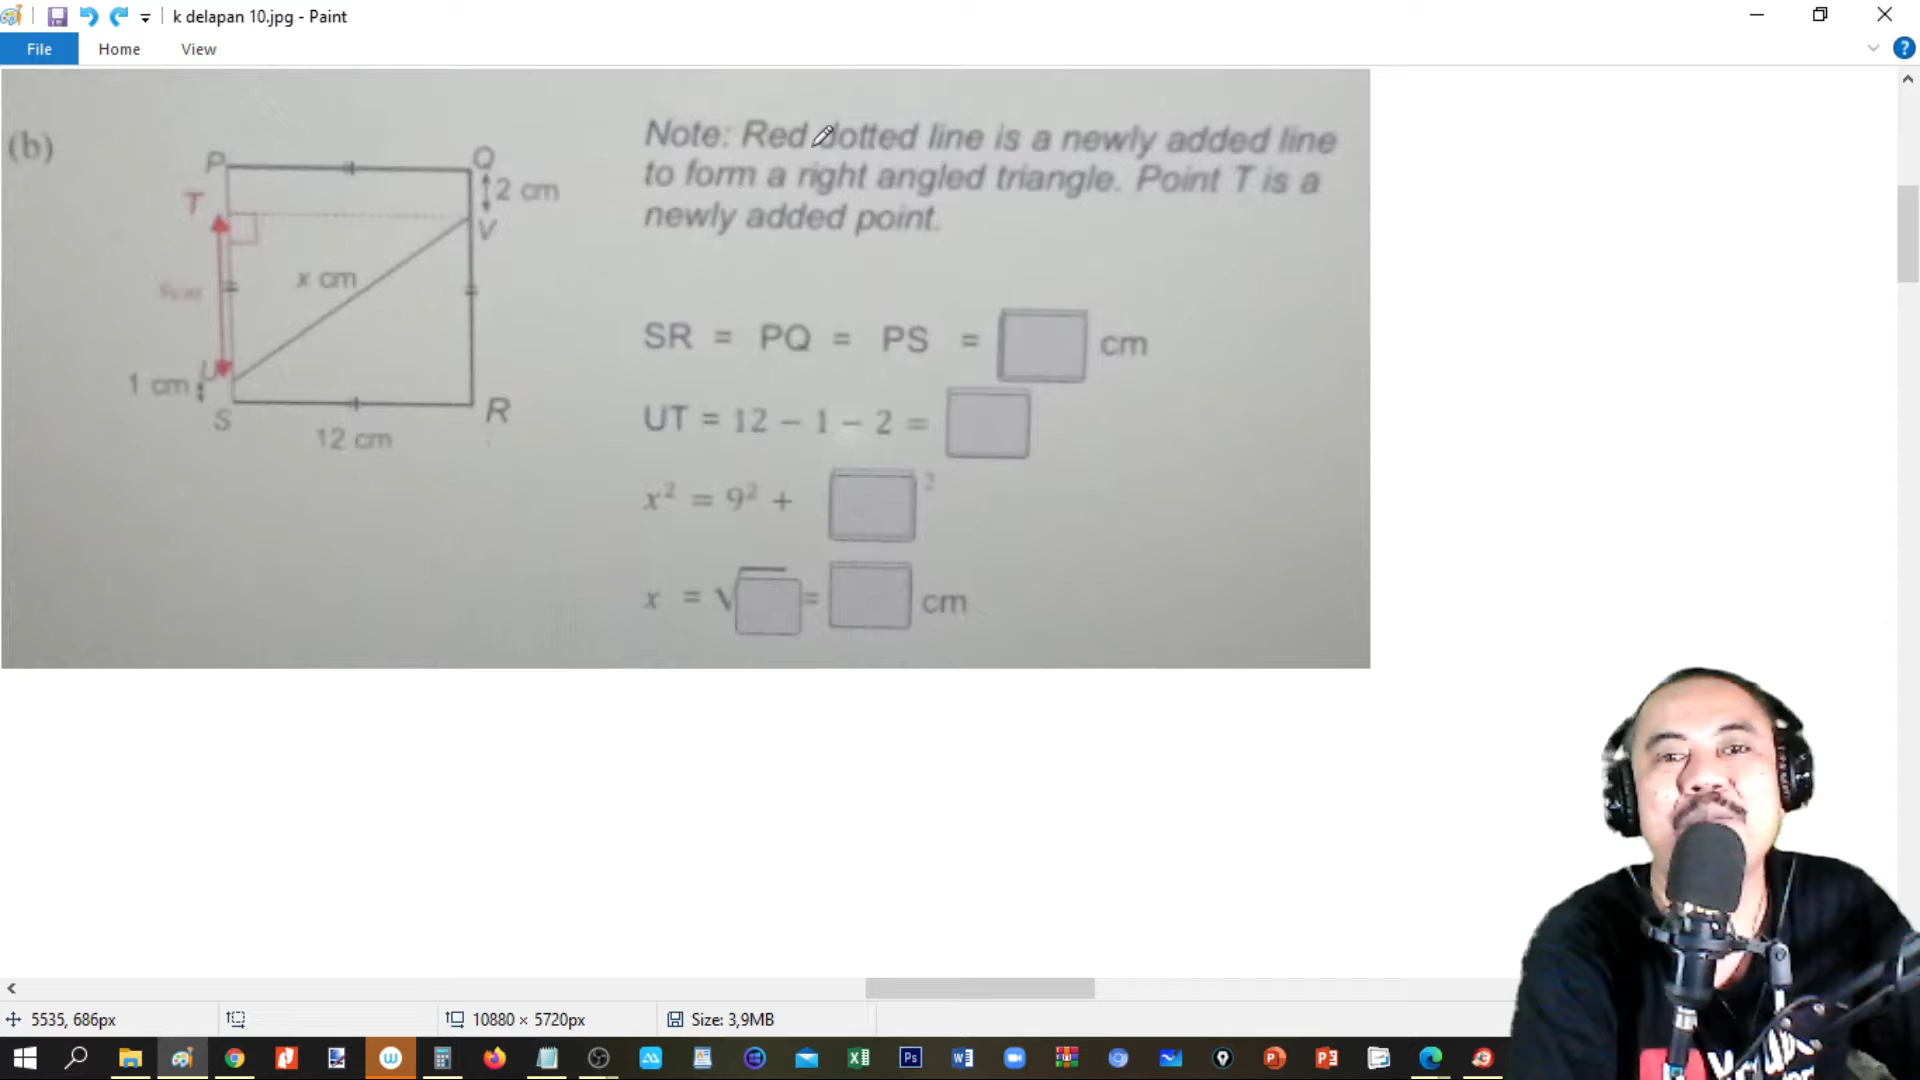 k delapan 10.jpg - Paint
File Home View
(b)
P Q
2 cm
T
V
x cm
U
1 cm
S R
12 cm
Note: Red dotted line is a newly added line
to form a right angled triangle. Point T is a
newly added point.
SR = PQ = PS = cm
UT = 12 - 1 - 2 =
x² = 9² + ²
x = √ = cm
5535, 686px 10880 × 5720px Size: 3,9MB